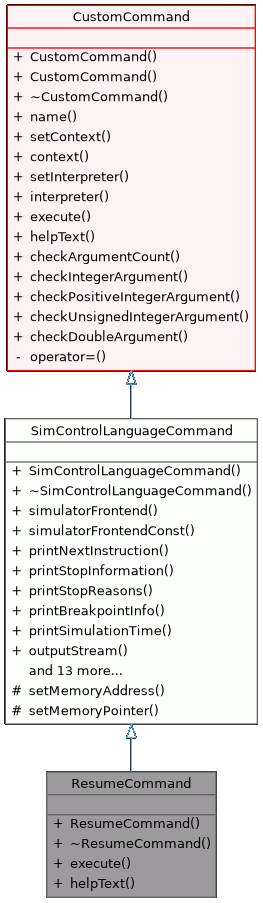 CustomCommand
+ CustomCommand()
+ CustomCommand()
+ ~CustomCommand()
+ name()
+ setContext()
+ context()
+ setInterpreter()
+ interpreter()
+ execute()
+ helpText()
+ checkArgumentCount()
+ checkIntegerArgument()
+ checkPositiveIntegerArgument()
+ checkUnsignedIntegerArgument()
+ checkDoubleArgument()
- operator=()
SimControlLanguageCommand
+ SimControlLanguageCommand()
+ ~SimControlLanguageCommand()
+ simulatorFrontend()
+ simulatorFrontendConst()
+ printNextInstruction()
+ printStopInformation()
+ printStopReasons()
+ printBreakpointInfo()
+ printSimulationTime()
+ outputStream()
and 13 more...
# setMemoryAddress()
# setMemoryPointer()
ResumeCommand
+ ResumeCommand()
+ ~ResumeCommand()
+ execute()
+ helpText()